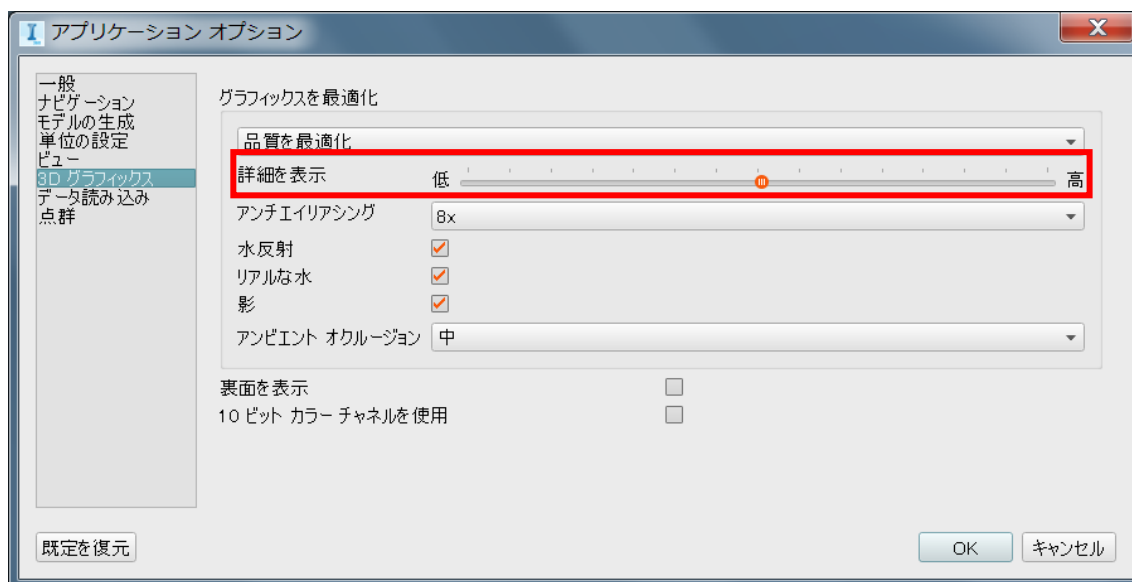 アプリケーション オプション
一般
ナビゲーション
モデルの生成
単位の設定
ビュー
3D グラフィックス
データ読み込み
点群
グラフィックスを最適化
品質を最適化
詳細を表示 低 高
アンチエイリアシング 8x
水反射
リアルな水
影
アンビエント オクルージョン 中
裏面を表示
10 ビット カラー チャネルを使用
既定を復元 OK キャンセル